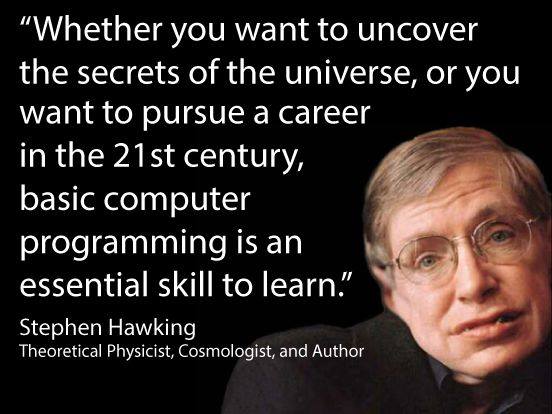 “Whether you want to uncover
the secrets of the universe, or you
want to pursue a career
in the 21st century,
basic computer
programming is an
essential skill to learn.”
Stephen Hawking
Theoretical Physicist, Cosmologist, and Author